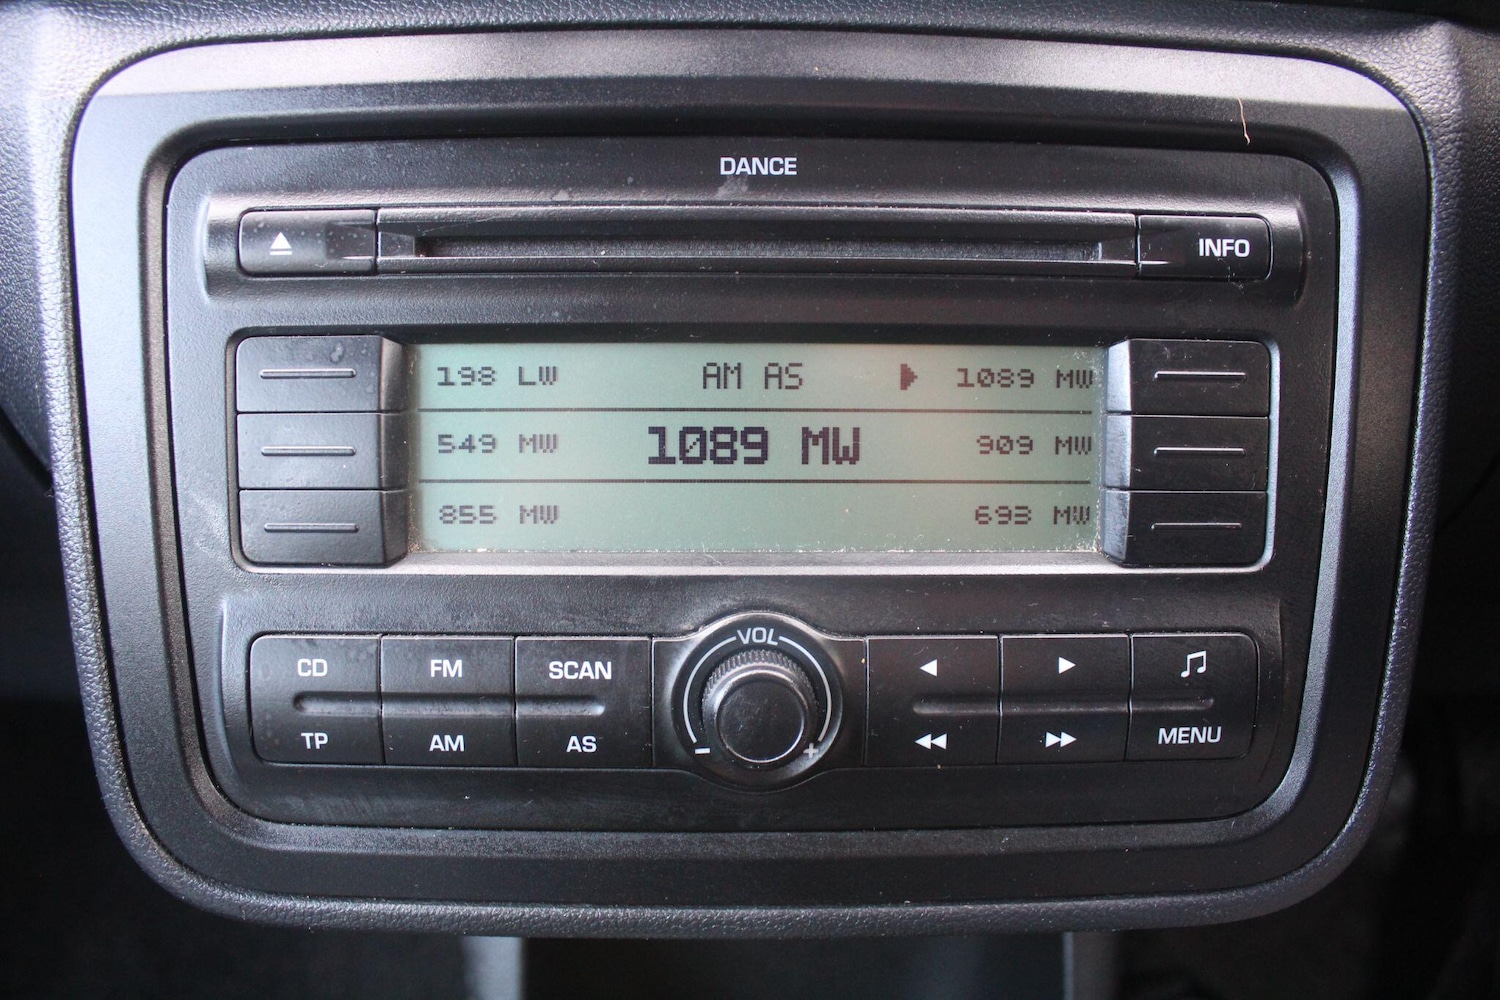 DANCE
INFO
198 LW AM AS 1089 MW
549 MW 1089 MW 909 MW
855 MW 693 MW
VOL
CD FM SCAN
TP AM AS
- +
MENU